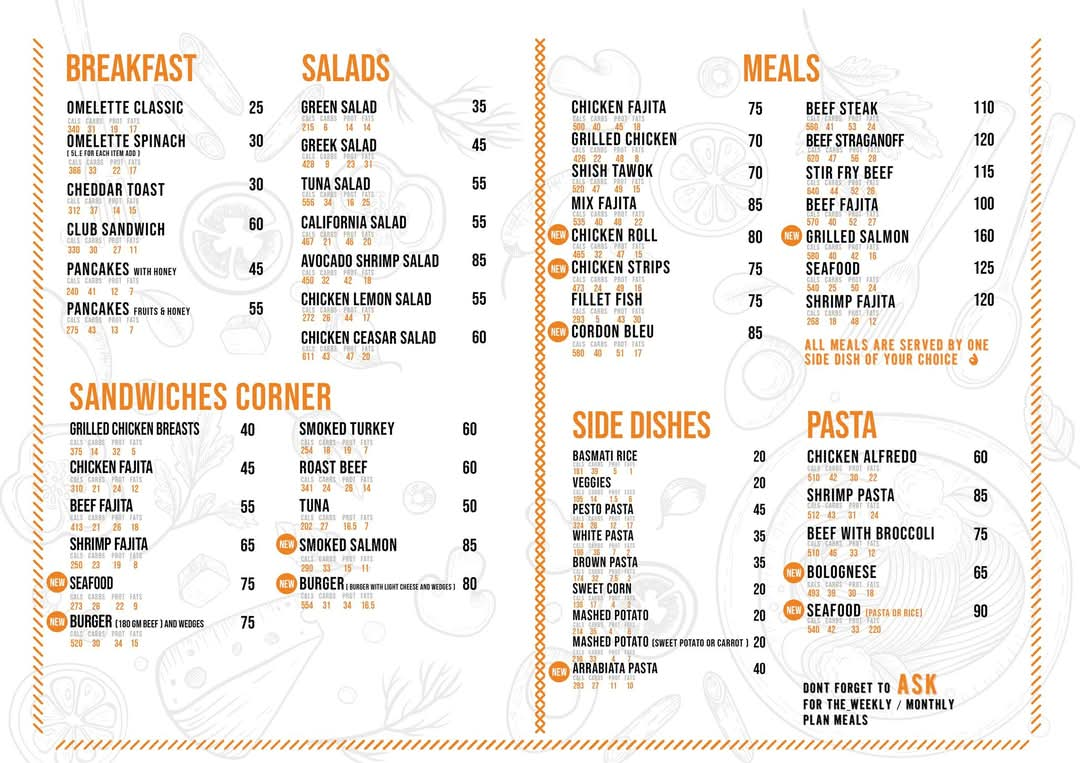 BREAKFAST
OMELETTE CLASSIC 25
CALS CARBS PROT FATS
340 31 19 17
OMELETTE SPINACH 30
( 5L.E FOR EACH ITEM ADD )
CALS CARBS PROT FATS
366 33 22 17
CHEDDAR TOAST 30
CALS CARBS PROT FATS
312 37 14 15
CLUB SANDWICH 60
CALS CARBS PROT FATS
330 30 27 11
PANCAKES WITH HONEY 45
CALS CARBS PROT FATS
240 41 12 7
PANCAKES FRUITS & HONEY 55
CALS CARBS PROT FATS
275 43 13 7
SALADS
GREEN SALAD 35
CALS CARBS PROT FATS
215 6 14 14
GREEK SALAD 45
CALS CARBS PROT FATS
428 9 23 31
TUNA SALAD 55
CALS CARBS PROT FATS
556 34 16 25
CALIFORNIA SALAD 55
CALS CARBS PROT FATS
467 21 46 20
AVOCADO SHRIMP SALAD 85
CALS CARBS PROT FATS
450 32 42 18
CHICKEN LEMON SALAD 55
CALS CARBS PROT FATS
272 26 44 17
CHICKEN CEASAR SALAD 60
CALS CARBS PROT FATS
611 43 47 20
SANDWICHES CORNER
GRILLED CHICKEN BREASTS 40
CALS CARBS PROT FATS
375 14 32 5
CHICKEN FAJITA 45
CALS CARBS PROT FATS
310 21 24 12
BEEF FAJITA 55
CALS CARBS PROT FATS
413 21 26 18
SHRIMP FAJITA 65
CALS CARBS PROT FATS
250 23 19 8
NEW SEAFOOD 75
CALS CARBS PROT FATS
273 26 22 9
NEW BURGER (180 GM BEEF ) AND WEDGES 75
CALS CARBS PROT FATS
520 30 34 15
SMOKED TURKEY 60
CALS CARBS PROT FATS
254 18 19 7
ROAST BEEF 60
CALS CARBS PROT FATS
341 24 26 14
TUNA 50
CALS CARBS PROT FATS
202 27 16.5 7
NEW SMOKED SALMON 85
CALS CARBS PROT FATS
290 33 15 11
NEW BURGER ( BURGER WITH LIGHT CHEESE AND WEDGES ) 80
CALS CARBS PROT FATS
554 31 34 16.5
MEALS
CHICKEN FAJITA 75
CALS CARBS PROT FATS
500 40 45 18
GRILLED CHICKEN 70
CALS CARBS PROT FATS
426 22 48 8
SHISH TAWOK 70
CALS CARBS PROT FATS
520 47 49 15
MIX FAJITA 85
CALS CARBS PROT FATS
535 40 48 22
NEW CHICKEN ROLL 80
CALS CARBS PROT FATS
465 32 47 15
NEW CHICKEN STRIPS 75
CALS CARBS PROT FATS
473 24 49 16
FILLET FISH 75
CALS CARBS PROT FATS
293 5 43 30
NEW CORDON BLEU 85
CALS CARBS PROT FATS
580 40 51 17
BEEF STEAK 110
CALS CARBS PROT FATS
550 41 53 24
BEEF STRAGANOFF 120
CALS CARBS PROT FATS
620 47 56 28
STIR FRY BEEF 115
CALS CARBS PROT FATS
640 44 52 26
BEEF FAJITA 100
CALS CARBS PROT FATS
570 40 52 27
NEW GRILLED SALMON 160
CALS CARBS PROT FATS
580 40 42 16
SEAFOOD 125
CALS CARBS PROT FATS
540 25 50 24
SHRIMP FAJITA 120
CALS CARBS PROT FATS
268 18 48 12
ALL MEALS ARE SERVED BY ONE
SIDE DISH OF YOUR CHOICE
SIDE DISHES
BASMATI RICE 20
CALS CARBS PROT FATS
181 39 5 1
VEGGIES 20
CALS CARBS PROT FATS
14 1.5 6
PESTO PASTA 45
CALS CARBS PROT FATS
324 26 12 17
WHITE PASTA 35
CALS CARBS PROT FATS
7 2
BROWN PASTA 35
CALS CARBS PROT FATS
174 32 7.5 2
SWEET CORN 20
CALS CARBS PROT FATS
17 4 2
MASHED POTATO 20
CALS CARBS PROT FATS
214 35 4 6
MASHED POTATO (SWEET POTATO OR CARROT ) 20
CALS CARBS PROT FATS
4 7
NEW ARRABIATA PASTA 40
CALS CARBS PROT FATS
293 27 11 10
PASTA
CHICKEN ALFREDO 60
CALS CARBS PROT FATS
510 42 30 22
SHRIMP PASTA 85
CALS CARBS PROT FATS
512 43 31 24
BEEF WITH BROCCOLI 75
CALS CARBS PROT FATS
510 46 33 12
NEW BOLOGNESE 65
CALS CARBS PROT FATS
493 39 30 18
NEW SEAFOOD (PASTA OR RICE) 90
CALS CARBS PROT FATS
540 42 33 220
DONT FORGET TO ASK
FOR THE WEEKLY / MONTHLY
PLAN MEALS